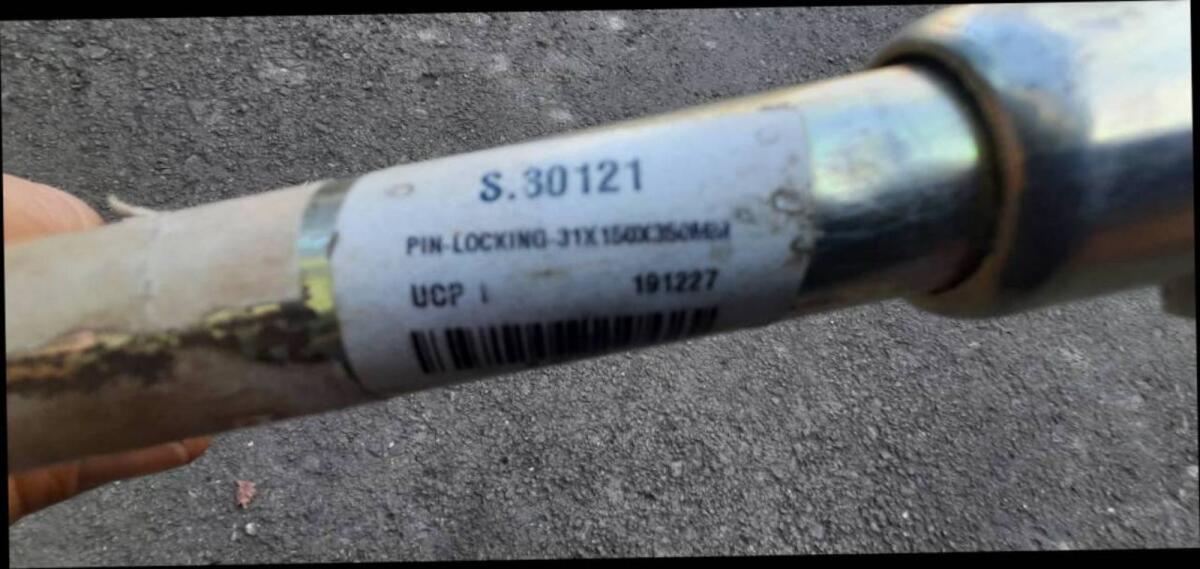 S.30121
PIN-LOCKING-31X150X350MM
UCP 1
191227